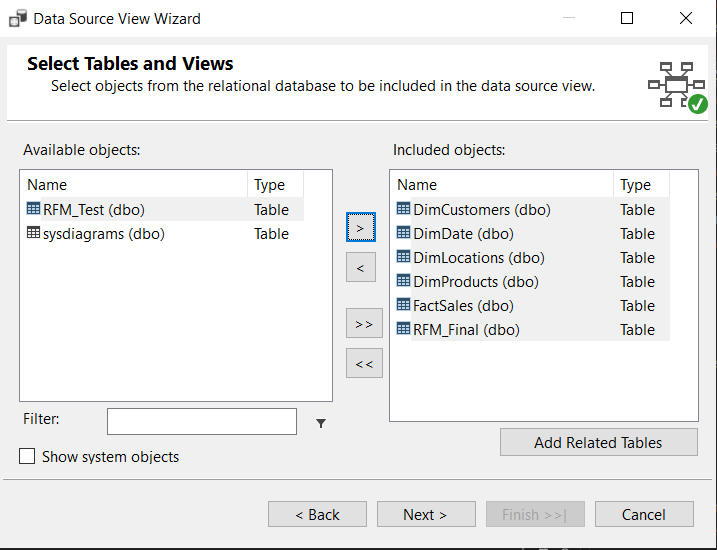 Data Source View Wizard
Select Tables and Views
Select objects from the relational database to be included in the data source view.
Available objects:
Name Type
RFM_Test (dbo) Table
sysdiagrams (dbo) Table
Filter:
Show system objects
>
<
>>
<<
Included objects:
Name Type
DimCustomers (dbo) Table
DimDate (dbo) Table
DimLocations (dbo) Table
DimProducts (dbo) Table
FactSales (dbo) Table
RFM_Final (dbo) Table
Add Related Tables
< Back Next > Finish >>| Cancel